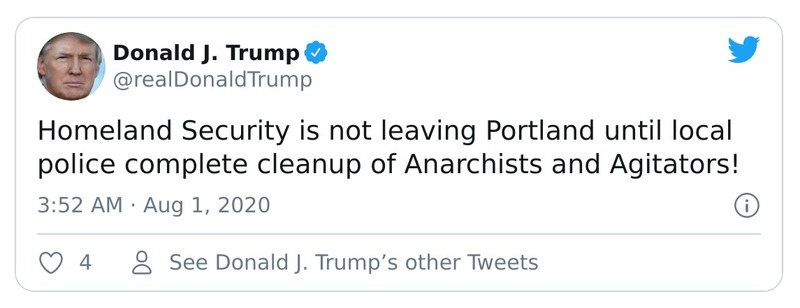 Donald J. Trump
@realDonaldTrump
Homeland Security is not leaving Portland until local
police complete cleanup of Anarchists and Agitators!
3:52 AM · Aug 1, 2020
4 See Donald J. Trump’s other Tweets